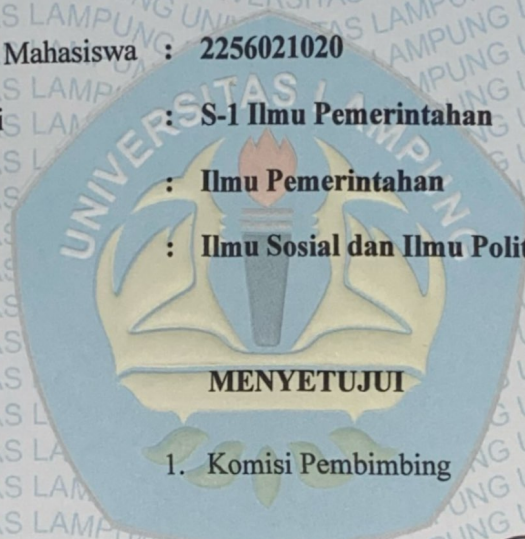 Mahasiswa : 2256021020
: S-1 Ilmu Pemerintahan
: Ilmu Pemerintahan
: Ilmu Sosial dan Ilmu Polit
UNIVERSITAS LAMPUNG
MENYETUJUI
1. Komisi Pembimbing